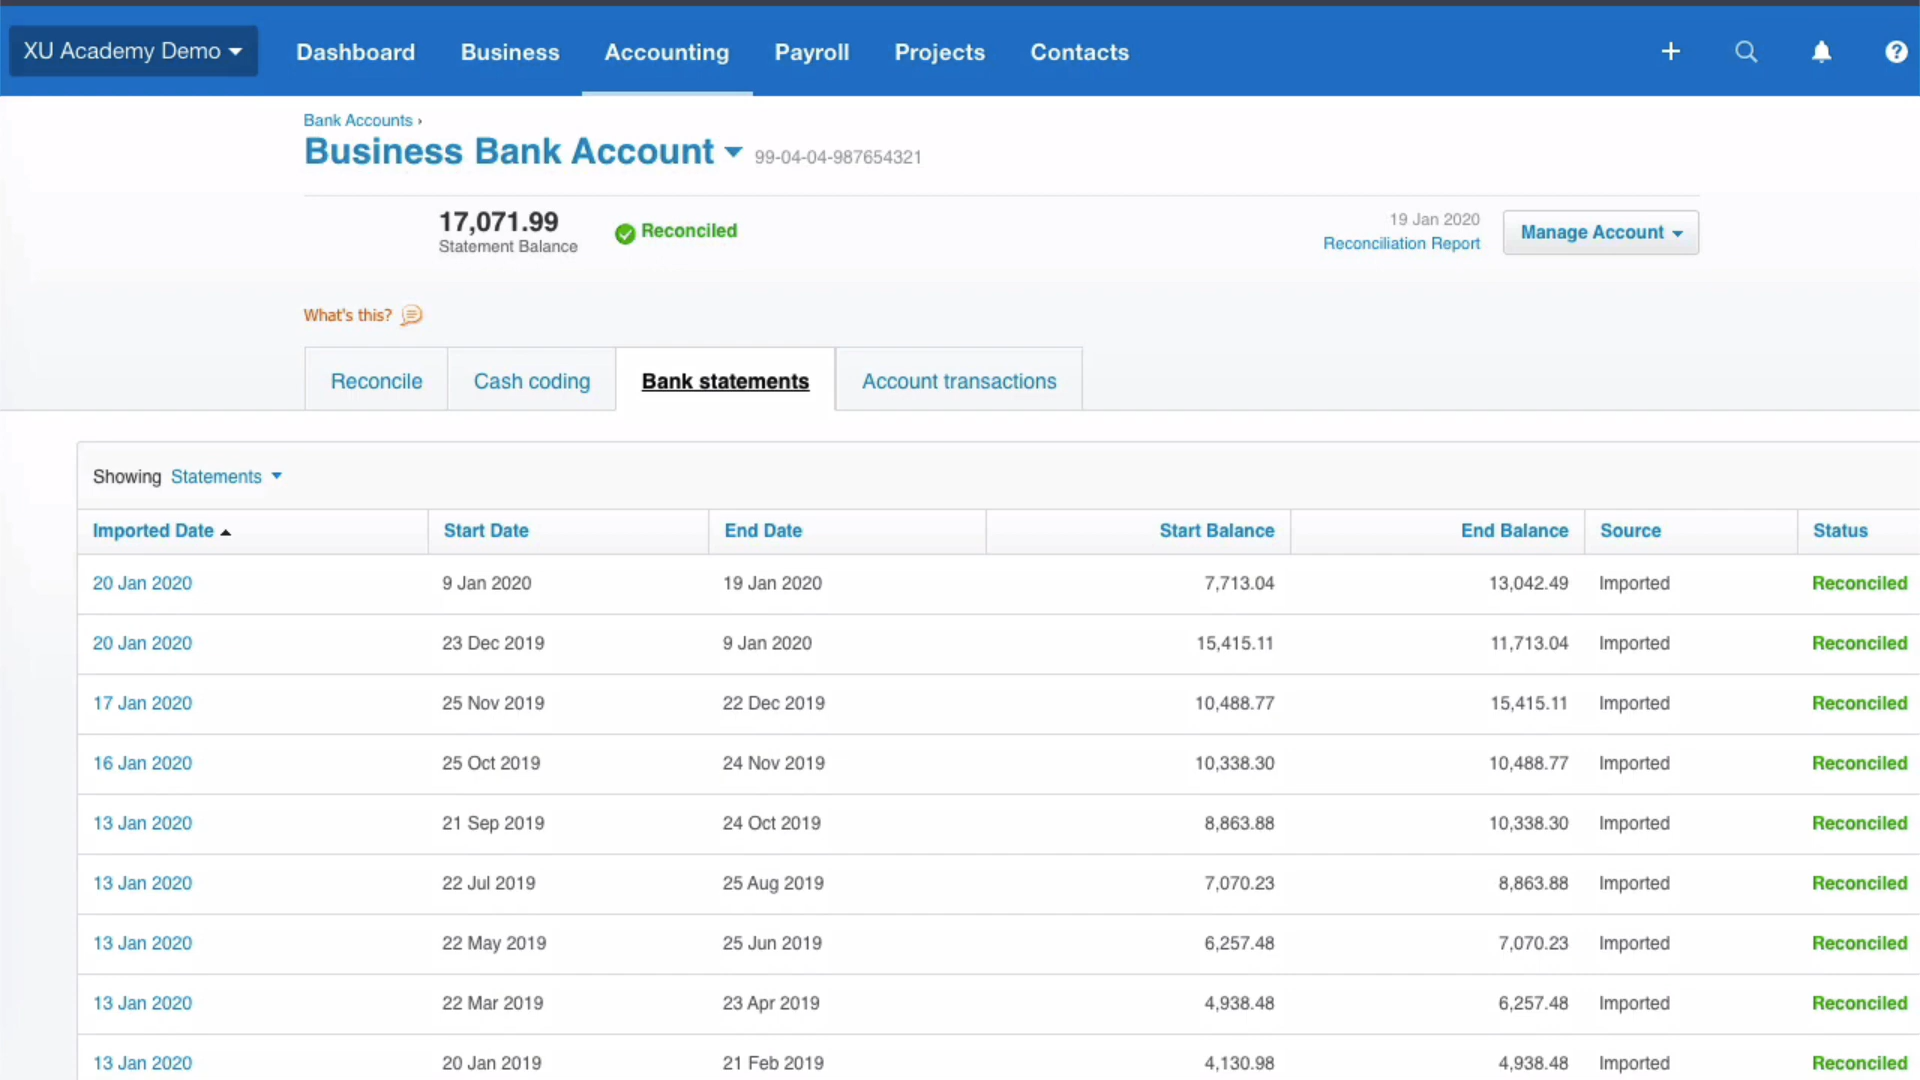 XU Academy Demo Dashboard Business Accounting Payroll Projects Contacts
Bank Accounts ›
Business Bank Account 99-04-04-987654321
17,071.99
Statement Balance
Reconciled
19 Jan 2020
Reconciliation Report
Manage Account
What's this?
Reconcile Cash coding Bank statements Account transactions
Showing Statements
Imported Date Start Date End Date Start Balance End Balance Source Status
20 Jan 2020 9 Jan 2020 19 Jan 2020 7,713.04 13,042.49 Imported Reconciled
20 Jan 2020 23 Dec 2019 9 Jan 2020 15,415.11 11,713.04 Imported Reconciled
17 Jan 2020 25 Nov 2019 22 Dec 2019 10,488.77 15,415.11 Imported Reconciled
16 Jan 2020 25 Oct 2019 24 Nov 2019 10,338.30 10,488.77 Imported Reconciled
13 Jan 2020 21 Sep 2019 24 Oct 2019 8,863.88 10,338.30 Imported Reconciled
13 Jan 2020 22 Jul 2019 25 Aug 2019 7,070.23 8,863.88 Imported Reconciled
13 Jan 2020 22 May 2019 25 Jun 2019 6,257.48 7,070.23 Imported Reconciled
13 Jan 2020 22 Mar 2019 23 Apr 2019 4,938.48 6,257.48 Imported Reconciled
13 Jan 2020 20 Jan 2019 21 Feb 2019 4,130.98 4,938.48 Imported Reconciled